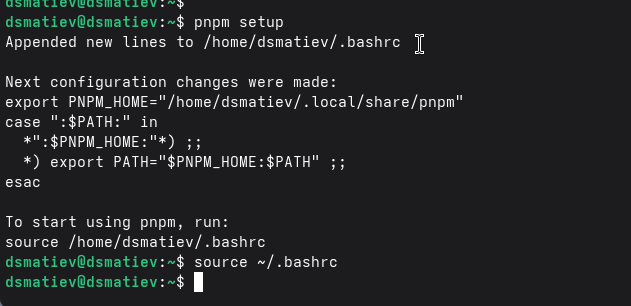 dsmatiev@dsmatiev:~$
dsmatiev@dsmatiev:~$ pnpm setup
Appended new lines to /home/dsmatiev/.bashrc
Next configuration changes were made:
export PNPM_HOME="/home/dsmatiev/.local/share/pnpm"
case ":$PATH:" in
  *":$PNPM_HOME:"*) ;;
  *) export PATH="$PNPM_HOME:$PATH" ;;
esac
To start using pnpm, run:
source /home/dsmatiev/.bashrc
dsmatiev@dsmatiev:~$ source ~/.bashrc
dsmatiev@dsmatiev:~$